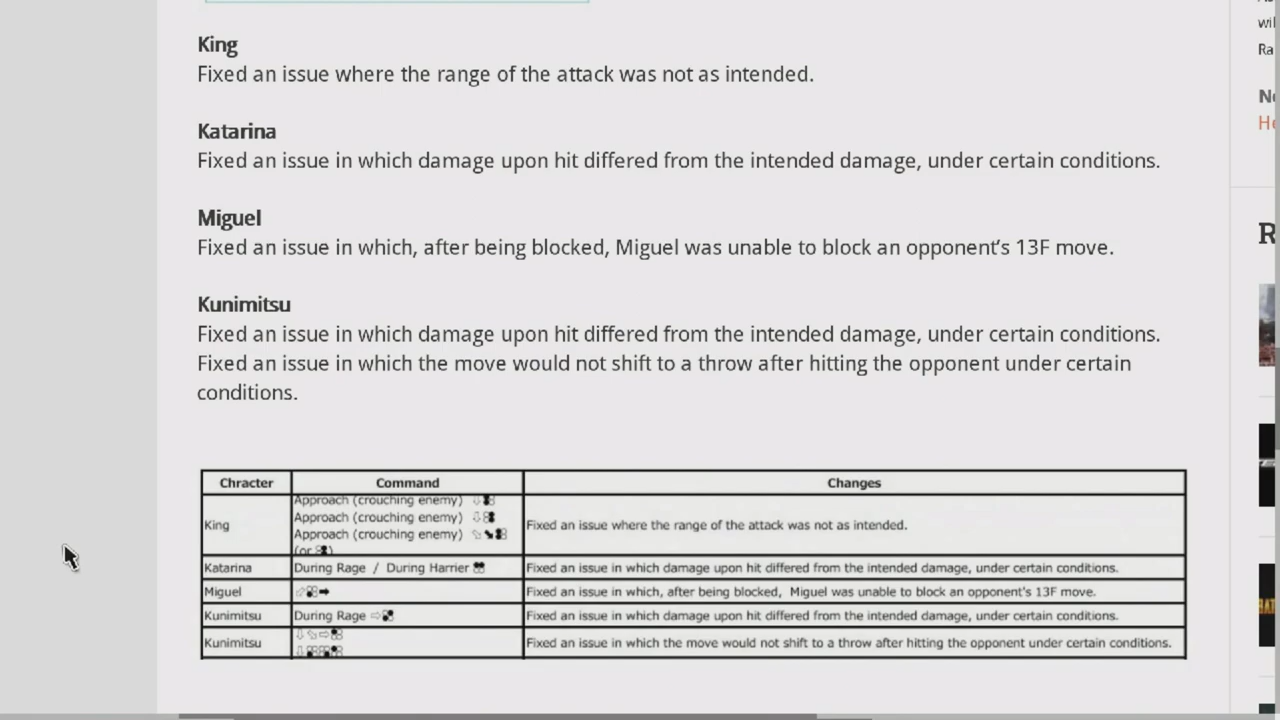 King
Fixed an issue where the range of the attack was not as intended.
Katarina
Fixed an issue in which damage upon hit differed from the intended damage, under certain conditions.
Miguel
Fixed an issue in which, after being blocked, Miguel was unable to block an opponent’s 13F move.
Kunimitsu
Fixed an issue in which damage upon hit differed from the intended damage, under certain conditions.
Fixed an issue in which the move would not shift to a throw after hitting the opponent under certain
conditions.
Chracter Command Changes
King
Approach (crouching enemy)
Approach (crouching enemy)
Approach (crouching enemy)
(or )
Fixed an issue where the range of the attack was not as intended.
Katarina During Rage / During Harrier Fixed an issue in which damage upon hit differed from the intended damage, under certain conditions.
Miguel Fixed an issue in which, after being blocked, Miguel was unable to block an opponent's 13F move.
Kunimitsu During Rage Fixed an issue in which damage upon hit differed from the intended damage, under certain conditions.
Kunimitsu Fixed an issue in which the move would not shift to a throw after hitting the opponent under certain conditions.
wil
Ra
R